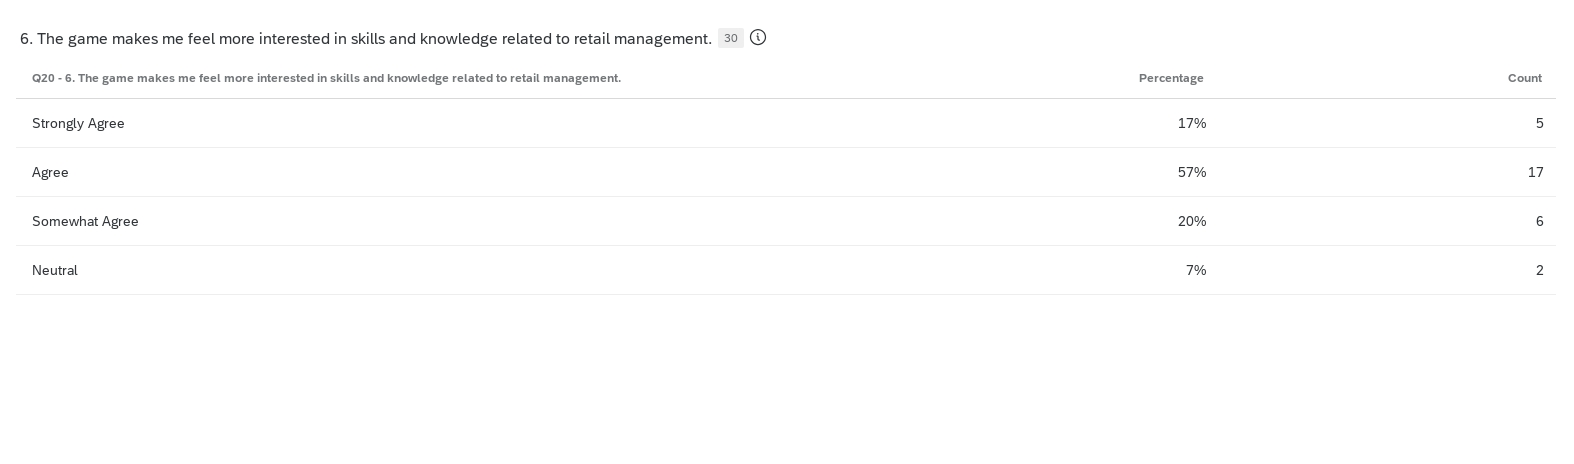 6. The game makes me feel more interested in skills and knowledge related to retail management. 30
Q20 - 6. The game makes me feel more interested in skills and knowledge related to retail management. Percentage Count
Strongly Agree 17% 5
Agree 57% 17
Somewhat Agree 20% 6
Neutral 7% 2